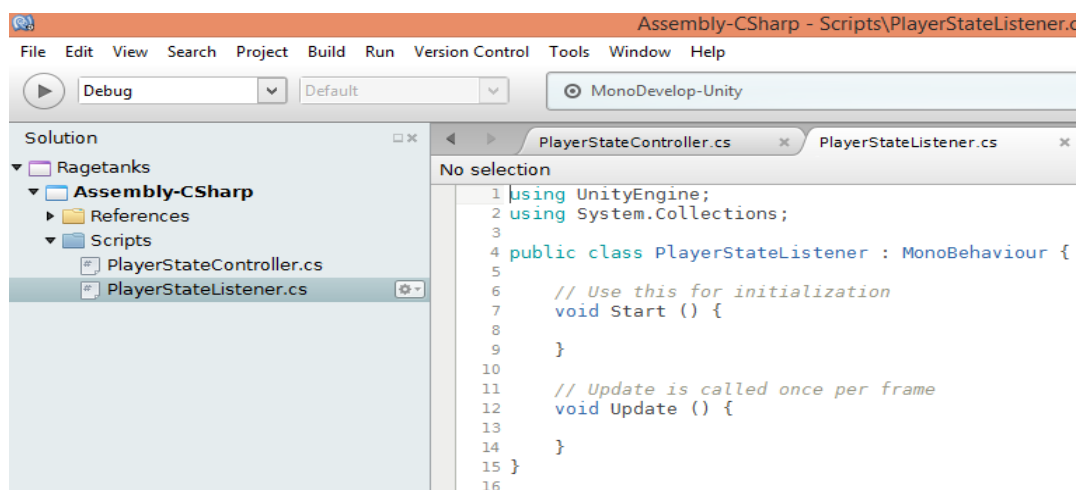 Assembly-CSharp - Scripts\PlayerStateListener.c
File Edit View Search Project Build Run Version Control Tools Window Help
Debug Default MonoDevelop-Unity
Solution
Ragetanks
Assembly-CSharp
References
Scripts
PlayerStateController.cs
PlayerStateListener.cs
PlayerStateController.cs PlayerStateListener.cs
No selection
1 using UnityEngine;
2 using System.Collections;
3
4 public class PlayerStateListener : MonoBehaviour {
5
6 // Use this for initialization
7 void Start () {
8
9 }
10
11 // Update is called once per frame
12 void Update () {
13
14 }
15 }
16